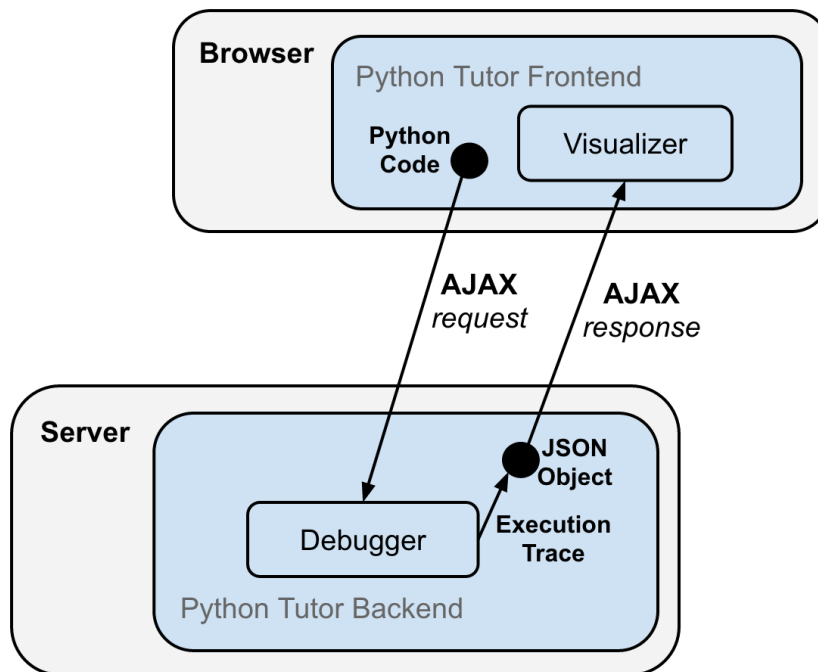 Browser
Python Tutor Frontend
Python
Code
Visualizer
AJAX
request
AJAX
response
Server
JSON
Object
Execution
Trace
Debugger
Python Tutor Backend